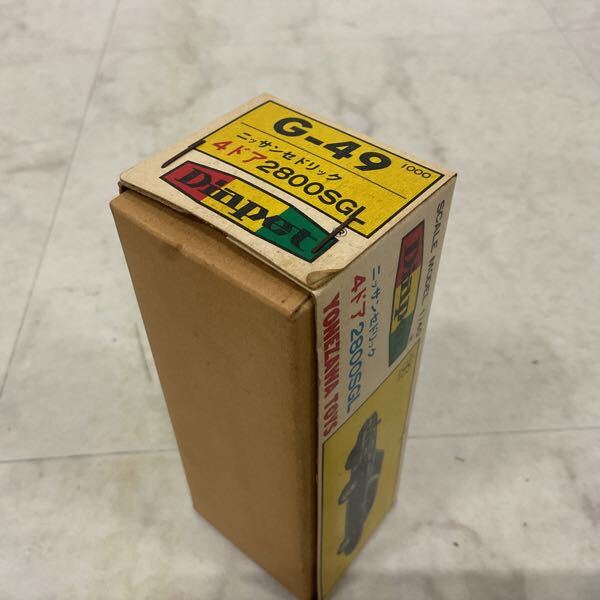 G-49
1000
ニッサンセドリック
4ドア2800SGL
Diapet
®
SCALE MODEL
Diapet
ニッサンセドリック
4ドア2800SGL
YONEZAWA TOYS